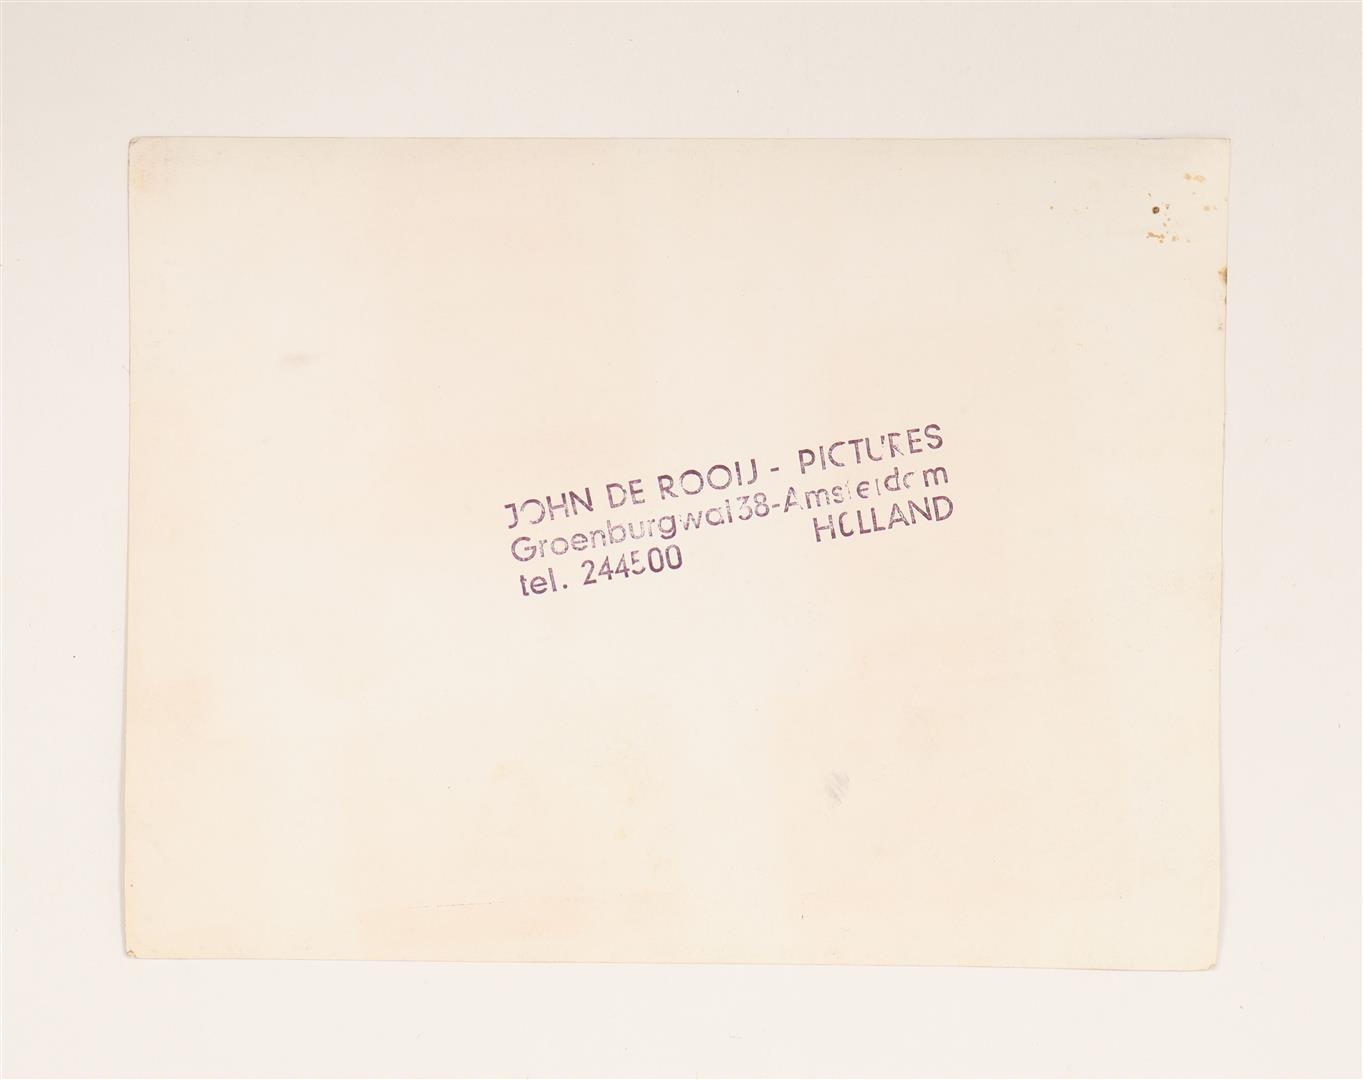 JOHN DE ROOIJ - PICTURES
Groenburgwal 38-Amsterdam
tel. 244500 HOLLAND